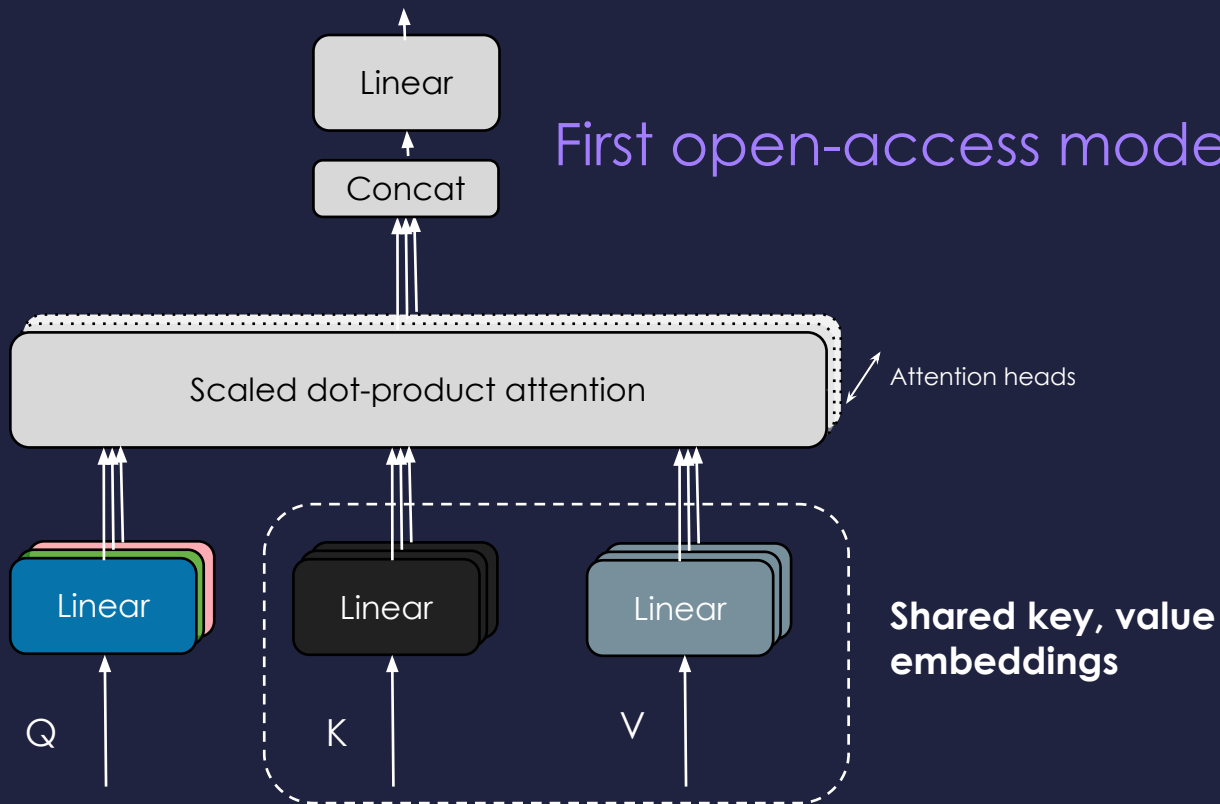 Linear
First open-access mode
Concat
Scaled dot-product attention
Attention heads
Linear
Linear
Linear
Shared key, value
embeddings
Q
K
V